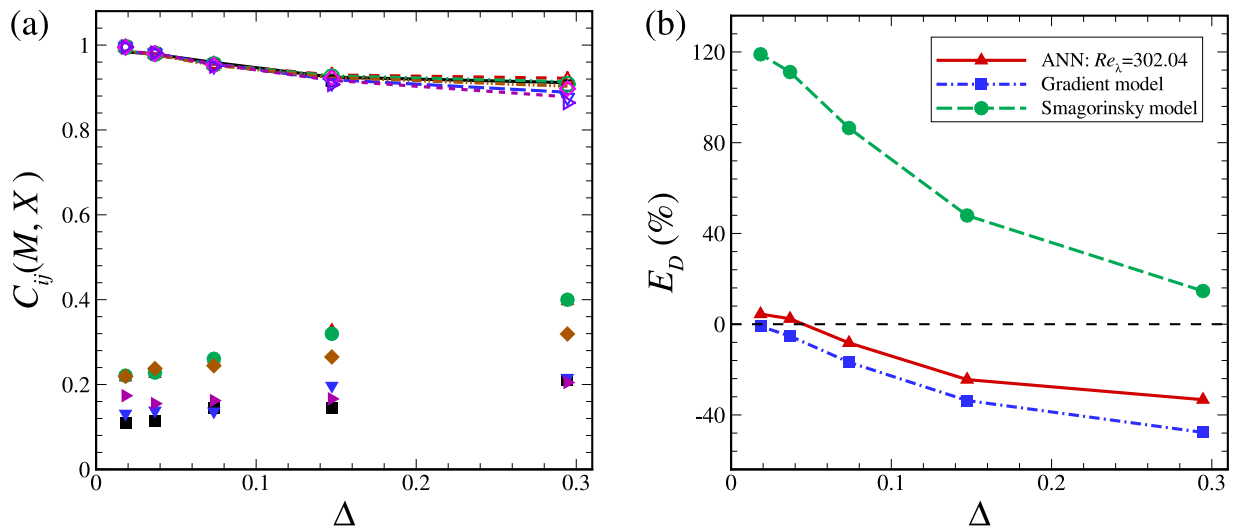 (a)
1
0.8
0.6
0.4
0.2
0
0
0.1
0.2
0.3
C_{ij}(M, X)
Δ
(b)
120
80
40
0
-40
0
0.1
0.2
0.3
E_D (%)
Δ
ANN: Re_λ=302.04
Gradient model
Smagorinsky model